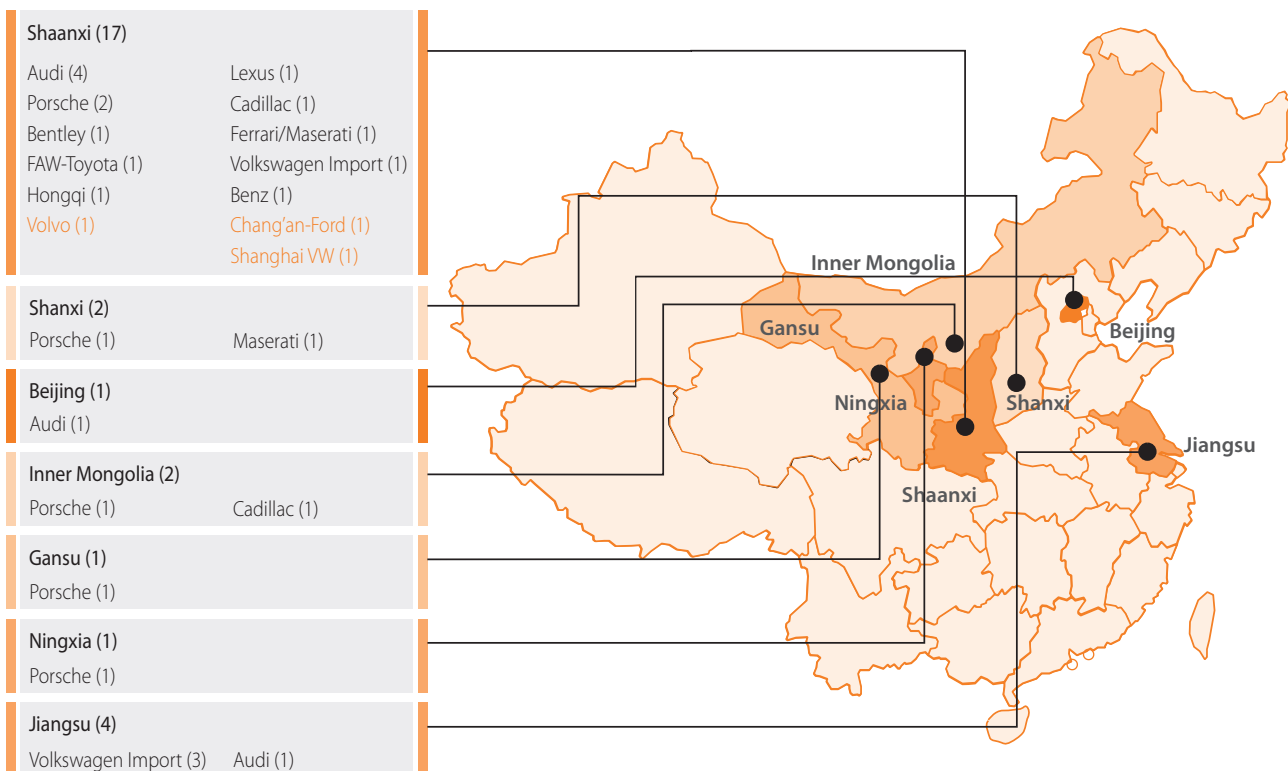 Shaanxi (17)
Audi (4) Lexus (1)
Porsche (2) Cadillac (1)
Bentley (1) Ferrari/Maserati (1)
FAW-Toyota (1) Volkswagen Import (1)
Hongqi (1) Benz (1)
Volvo (1) Chang'an-Ford (1)
Shanghai VW (1)
Shanxi (2)
Porsche (1) Maserati (1)
Beijing (1)
Audi (1)
Inner Mongolia (2)
Porsche (1) Cadillac (1)
Gansu (1)
Porsche (1)
Ningxia (1)
Porsche (1)
Jiangsu (4)
Volkswagen Import (3) Audi (1)
Inner Mongolia
Gansu
Beijing
Ningxia
Shanxi
Jiangsu
Shaanxi